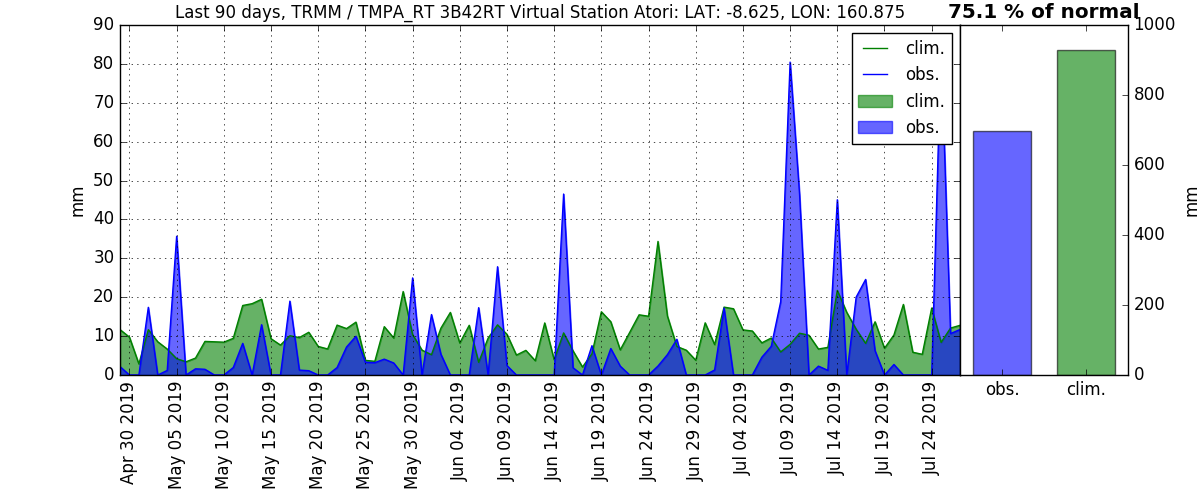 Last 90 days, TRMM / TMPA_RT 3B42RT Virtual Station Atori: LAT: -8.625, LON: 160.875
75.1 % of normal
90
80
70
60
50
40
30
20
10
0
mm
clim.
obs.
clim.
obs.
1000
800
600
400
200
0
mm
obs.
clim.
Apr 30 2019
May 05 2019
May 10 2019
May 15 2019
May 20 2019
May 25 2019
May 30 2019
Jun 04 2019
Jun 09 2019
Jun 14 2019
Jun 19 2019
Jun 24 2019
Jun 29 2019
Jul 04 2019
Jul 09 2019
Jul 14 2019
Jul 19 2019
Jul 24 2019